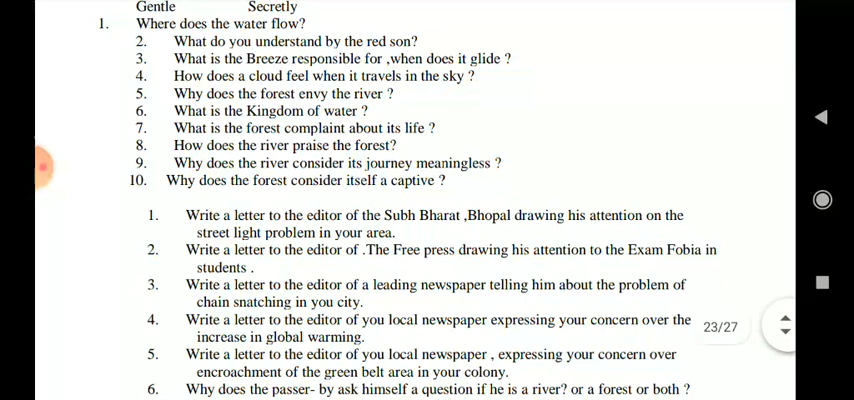 Gentle Secretly
1. Where does the water flow?
2. What do you understand by the red son?
3. What is the Breeze responsible for ,when does it glide ?
4. How does a cloud feel when it travels in the sky ?
5. Why does the forest envy the river ?
6. What is the Kingdom of water ?
7. What is the forest complaint about its life ?
8. How does the river praise the forest?
9. Why does the river consider its journey meaningless ?
10. Why does the forest consider itself a captive ?
1. Write a letter to the editor of the Subh Bharat ,Bhopal drawing his attention on the
street light problem in your area.
2. Write a letter to the editor of .The Free press drawing his attention to the Exam Fobia in
students .
3. Write a letter to the editor of a leading newspaper telling him about the problem of
chain snatching in you city.
4. Write a letter to the editor of you local newspaper expressing your concern over the
increase in global warming.
23/27
5. Write a letter to the editor of you local newspaper , expressing your concern over
encroachment of the green belt area in your colony.
6. Why does the passer- by ask himself a question if he is a river? or a forest or both ?